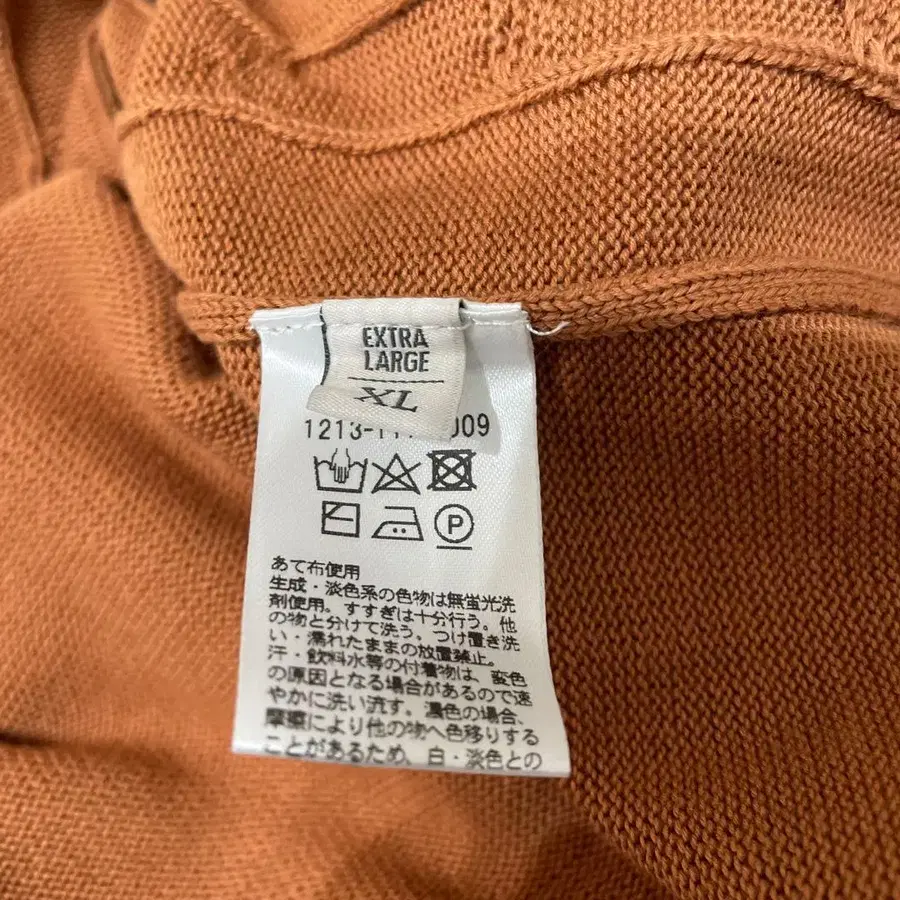 EXTRA
LARGE
XL
1213-11 009
P
あて布使用
生成・淡色系の色物は無蛍光洗
剤使用。すすぎは十分行う。他
の物と分けて洗う。つけ置き洗
い・濡れたままの放置禁止。
汗・飲料水等の付着物は、変色
の原因となる場合があるので速
やかに洗い流す。濃色の場合、
摩擦により他の物へ色移りする
ことがあるため、白・淡色との